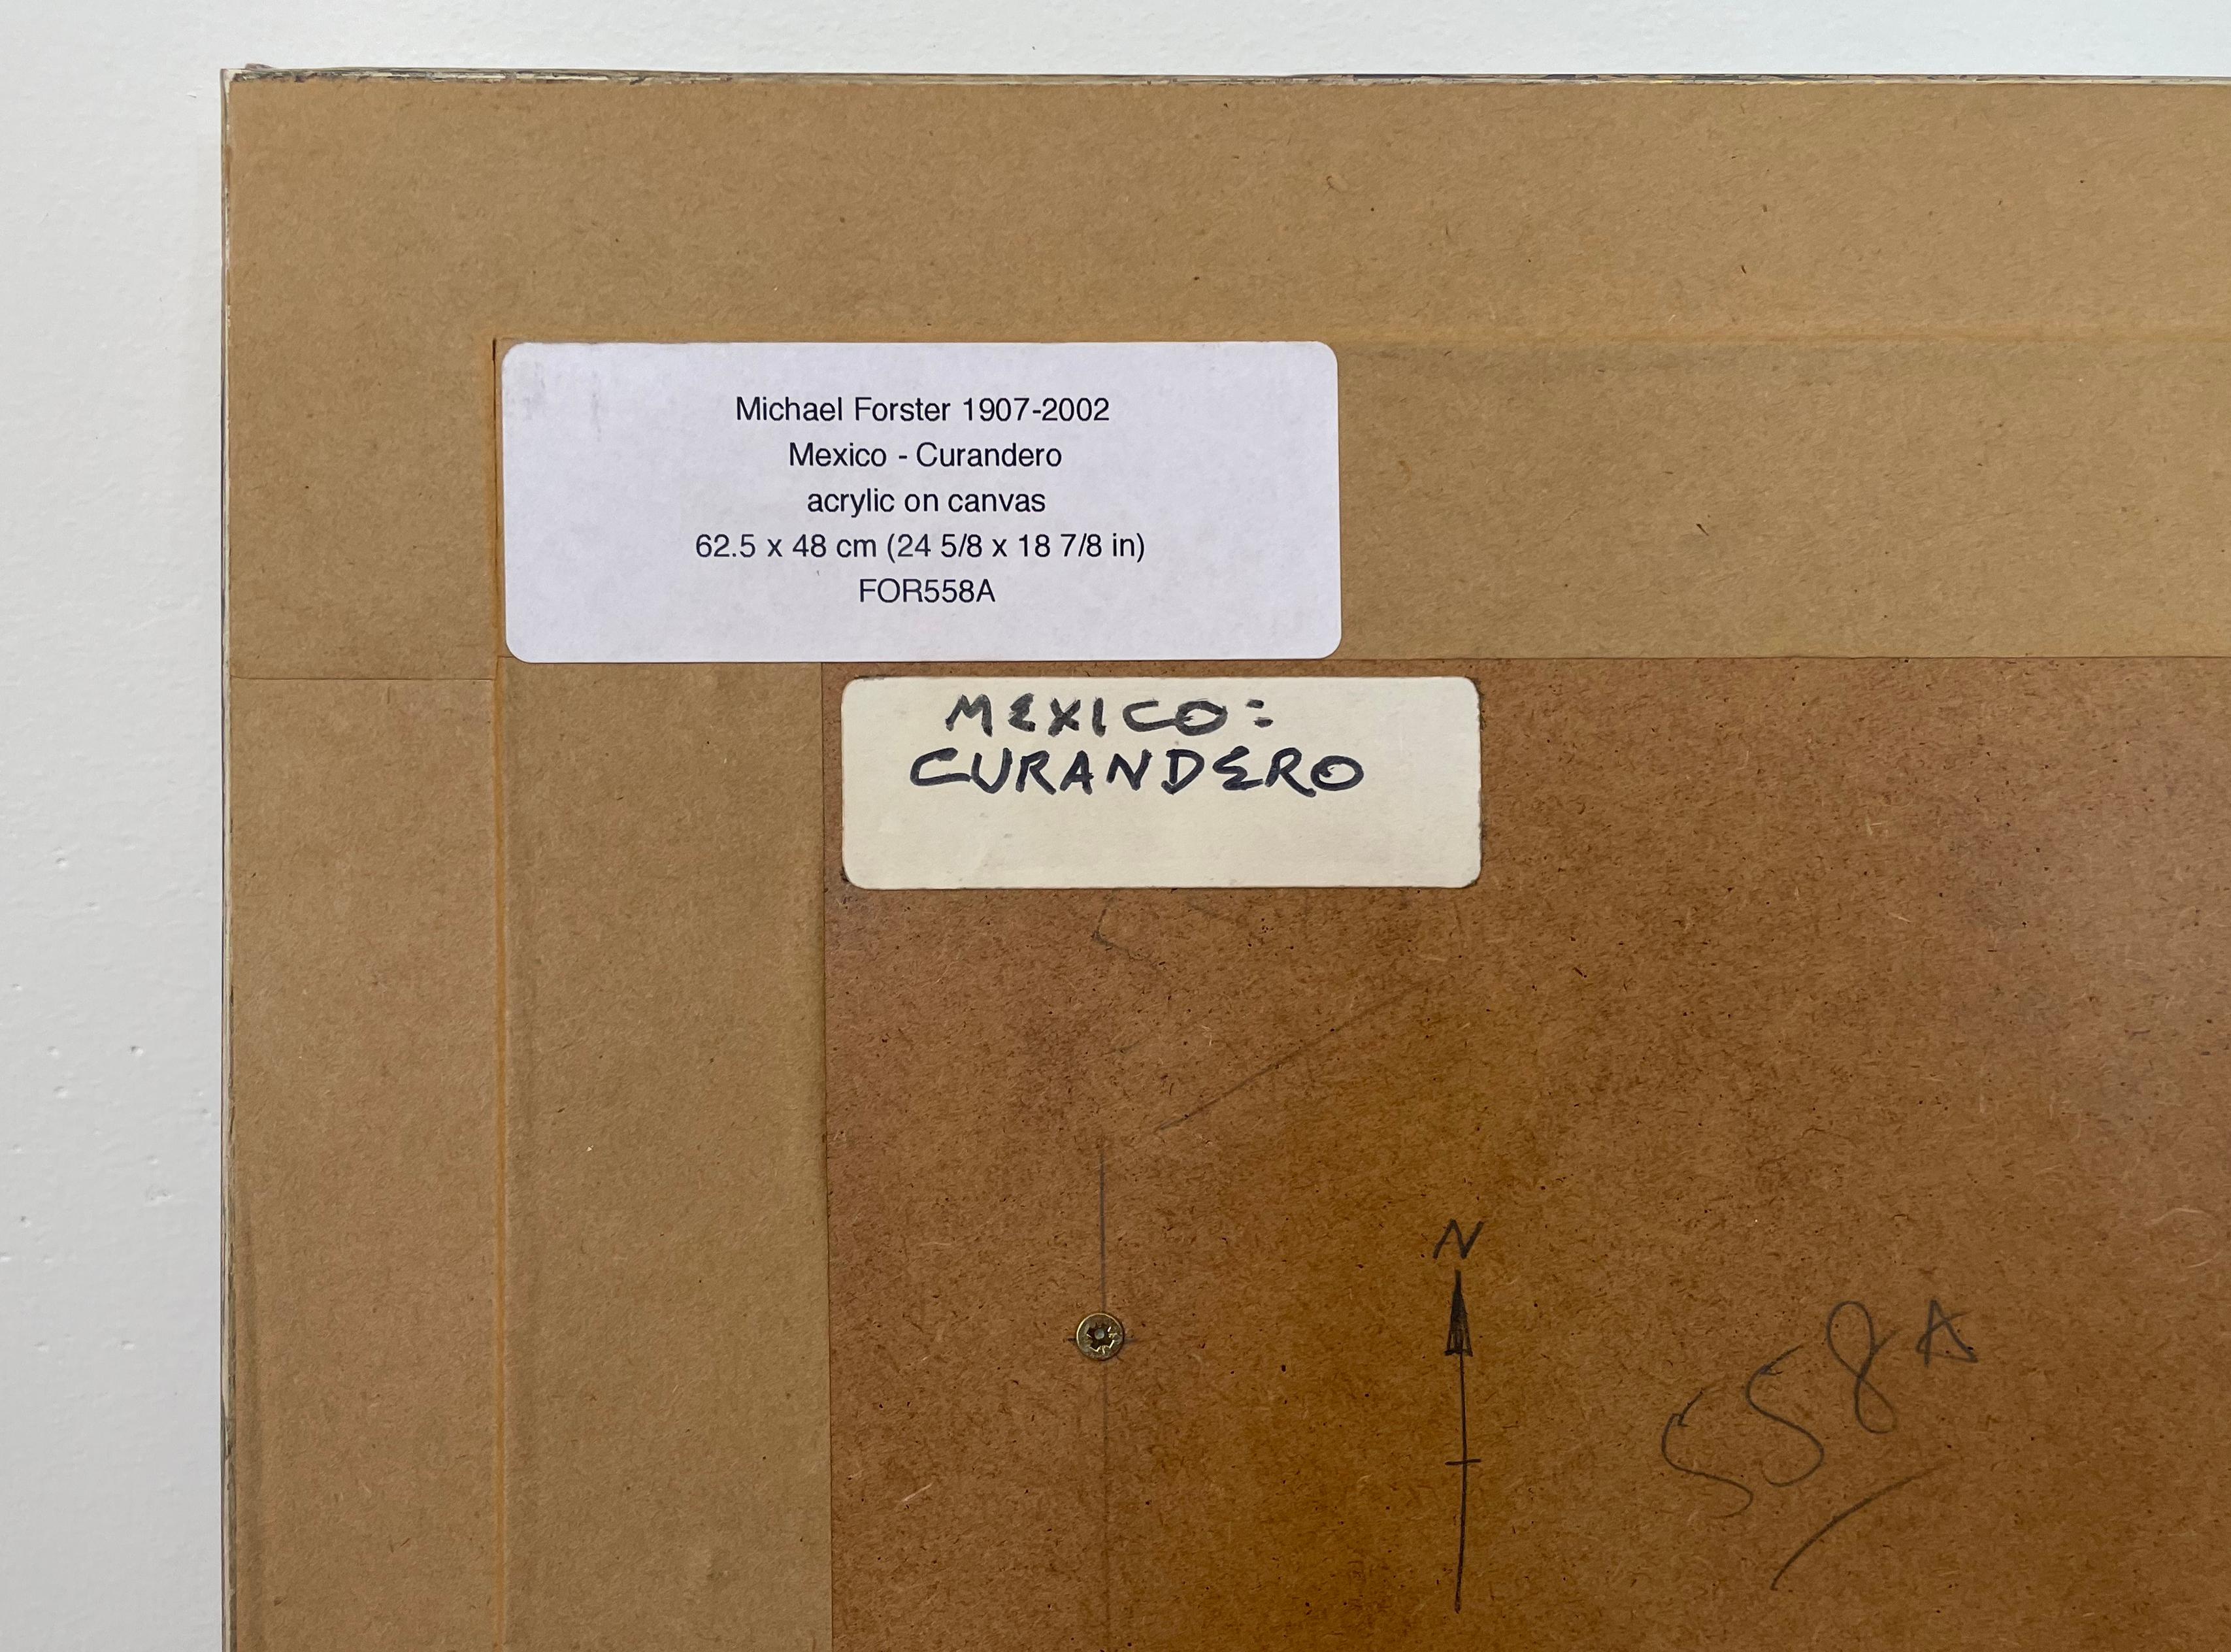 Michael Forster 1907-2002
Mexico - Curandero
acrylic on canvas
62.5 x 48 cm (24 5/8 x 18 7/8 in)
FOR558A
MEXICO:
CURANDERO
N
558A